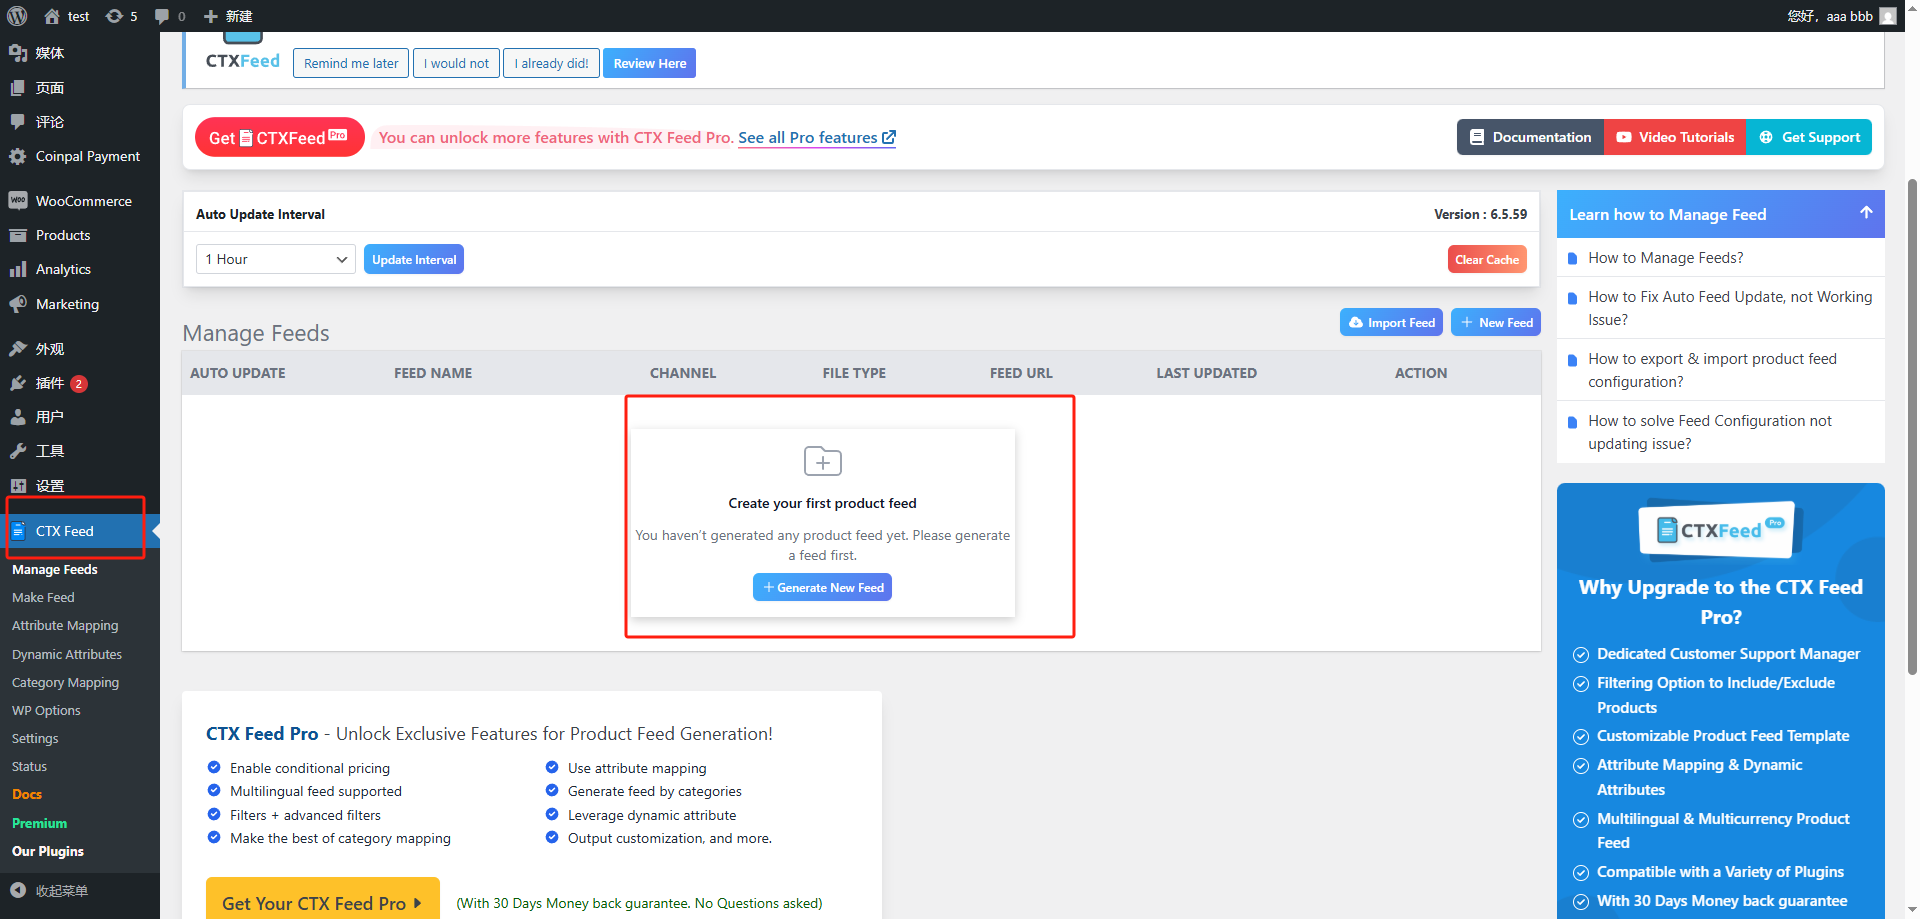 test 5 0 新建 您好，aaa bbb
媒体
页面
评论
Coinpal Payment
WooCommerce
Products
Analytics
Marketing
外观
插件 2
用户
工具
设置
CTX Feed
Manage Feeds
Make Feed
Attribute Mapping
Dynamic Attributes
Category Mapping
WP Options
Settings
Status
Docs
Premium
Our Plugins
收起菜单
CTXFeed
Remind me later I would not I already did! Review Here
Get CTXFeed Pro You can unlock more features with CTX Feed Pro. See all Pro features
Documentation Video Tutorials Get Support
Auto Update Interval Version : 6.5.59
1 Hour Update Interval Clear Cache
Manage Feeds Import Feed New Feed
AUTO UPDATE FEED NAME CHANNEL FILE TYPE FEED URL LAST UPDATED ACTION
Create your first product feed
You haven’t generated any product feed yet. Please generate
a feed first.
+ Generate New Feed
CTX Feed Pro - Unlock Exclusive Features for Product Feed Generation!
Enable conditional pricing
Multilingual feed supported
Filters + advanced filters
Make the best of category mapping
Use attribute mapping
Generate feed by categories
Leverage dynamic attribute
Output customization, and more.
Get Your CTX Feed Pro (With 30 Days Money back guarantee. No Questions asked)
Learn how to Manage Feed
How to Manage Feeds?
How to Fix Auto Feed Update, not Working
Issue?
How to export & import product feed
configuration?
How to solve Feed Configuration not
updating issue?
CTXFeed Pro
Why Upgrade to the CTX Feed
Pro?
Dedicated Customer Support Manager
Filtering Option to Include/Exclude
Products
Customizable Product Feed Template
Attribute Mapping & Dynamic
Attributes
Multilingual & Multicurrency Product
Feed
Compatible with a Variety of Plugins
With 30 Days Money back guarantee